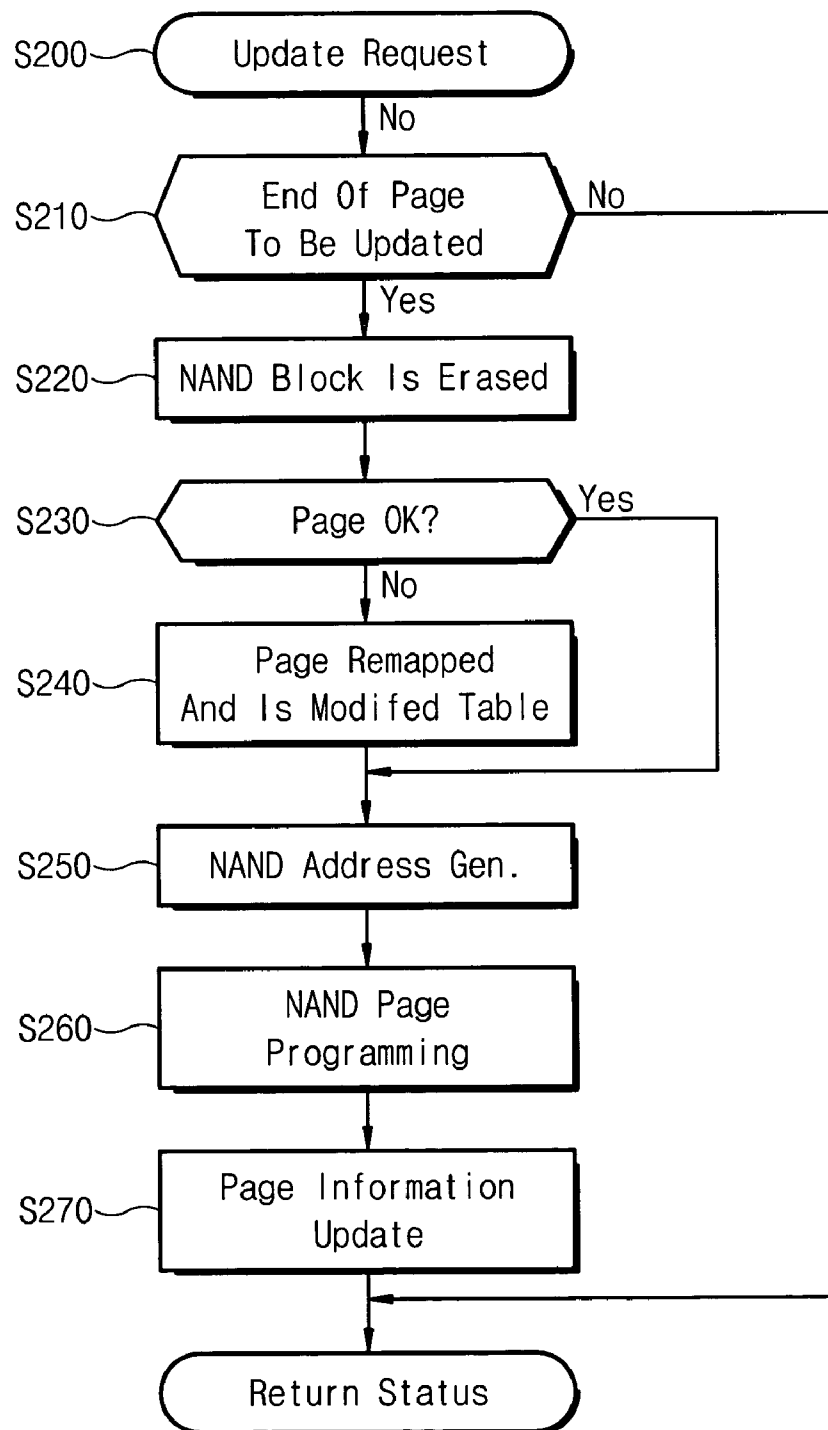 S200
Update Request
No
S210
End Of Page
To Be Updated
No
Yes
S220
NAND Block Is Erased
S230
Page OK?
Yes
No
S240
Page Remapped
And Is Modifed Table
S250
NAND Address Gen.
S260
NAND Page
Programming
S270
Page Information
Update
Return Status